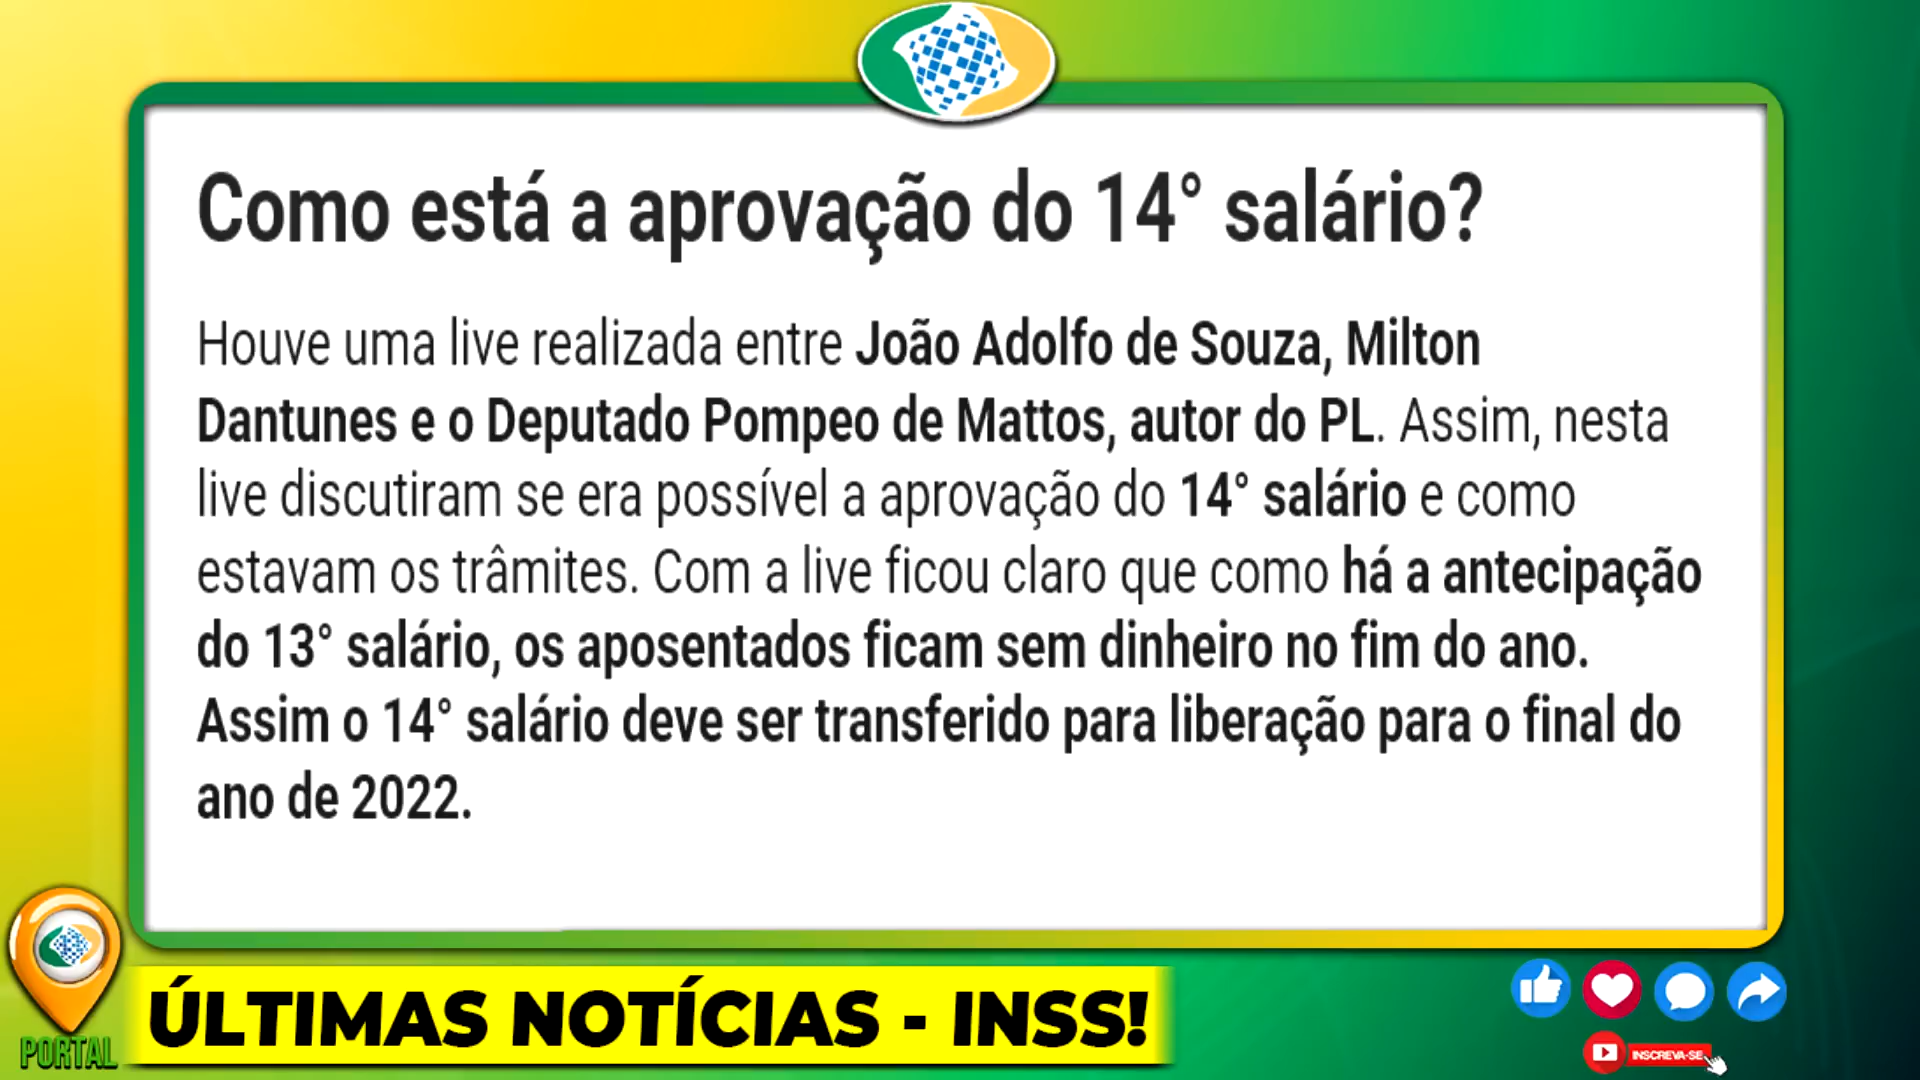 Como está a aprovação do 14° salário?
Houve uma live realizada entre João Adolfo de Souza, Milton
Dantunes e o Deputado Pompeo de Mattos, autor do PL. Assim, nesta
live discutiram se era possível a aprovação do 14° salário e como
estavam os trâmites. Com a live ficou claro que como há a antecipação
do 13° salário, os aposentados ficam sem dinheiro no fim do ano.
Assim o 14° salário deve ser transferido para liberação para o final do
ano de 2022.
ÚLTIMAS NOTÍCIAS - INSS!
PORTAL
INSCREVA-SE